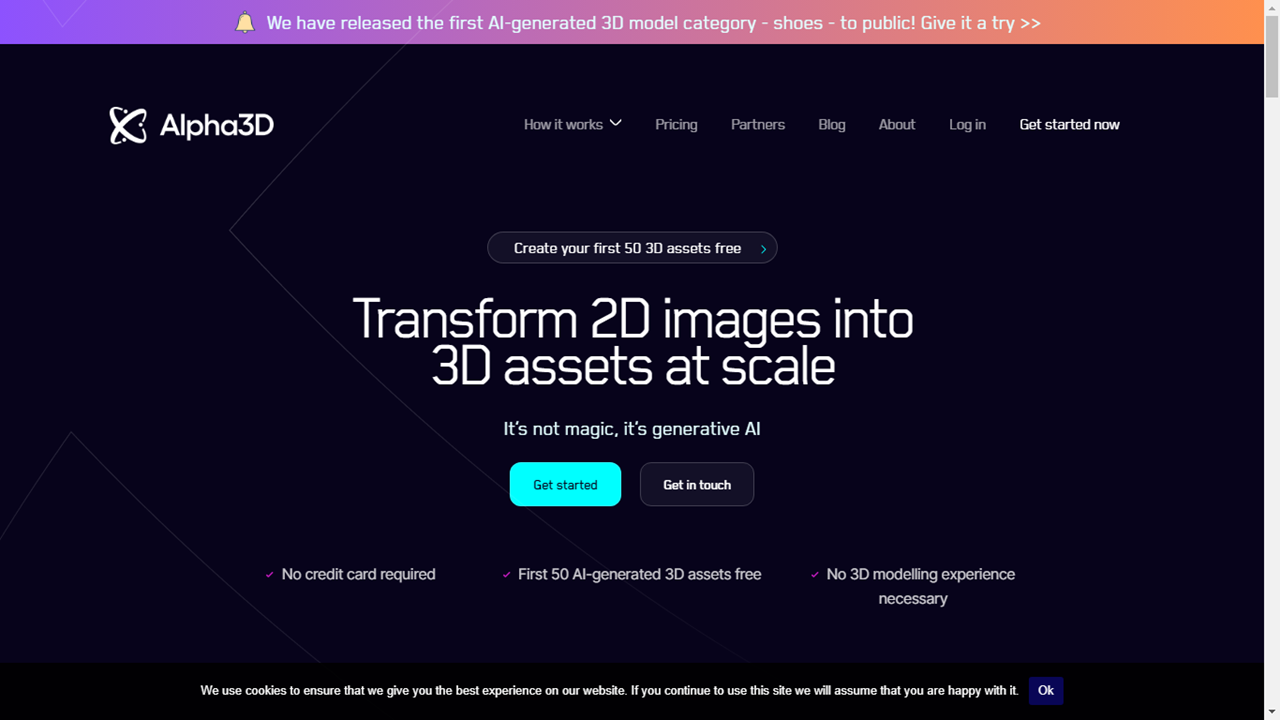 We have released the first AI-generated 3D model category - shoes - to public! Give it a try >>
Alpha3D
How it works
Pricing
Partners
Blog
About
Log in
Get started now
Create your first 50 3D assets free
Transform 2D images into
3D assets at scale
It's not magic, it's generative AI
Get started
Get in touch
No credit card required
First 50 AI-generated 3D assets free
No 3D modelling experience
necessary
We use cookies to ensure that we give you the best experience on our website. If you continue to use this site we will assume that you are happy with it.
Ok